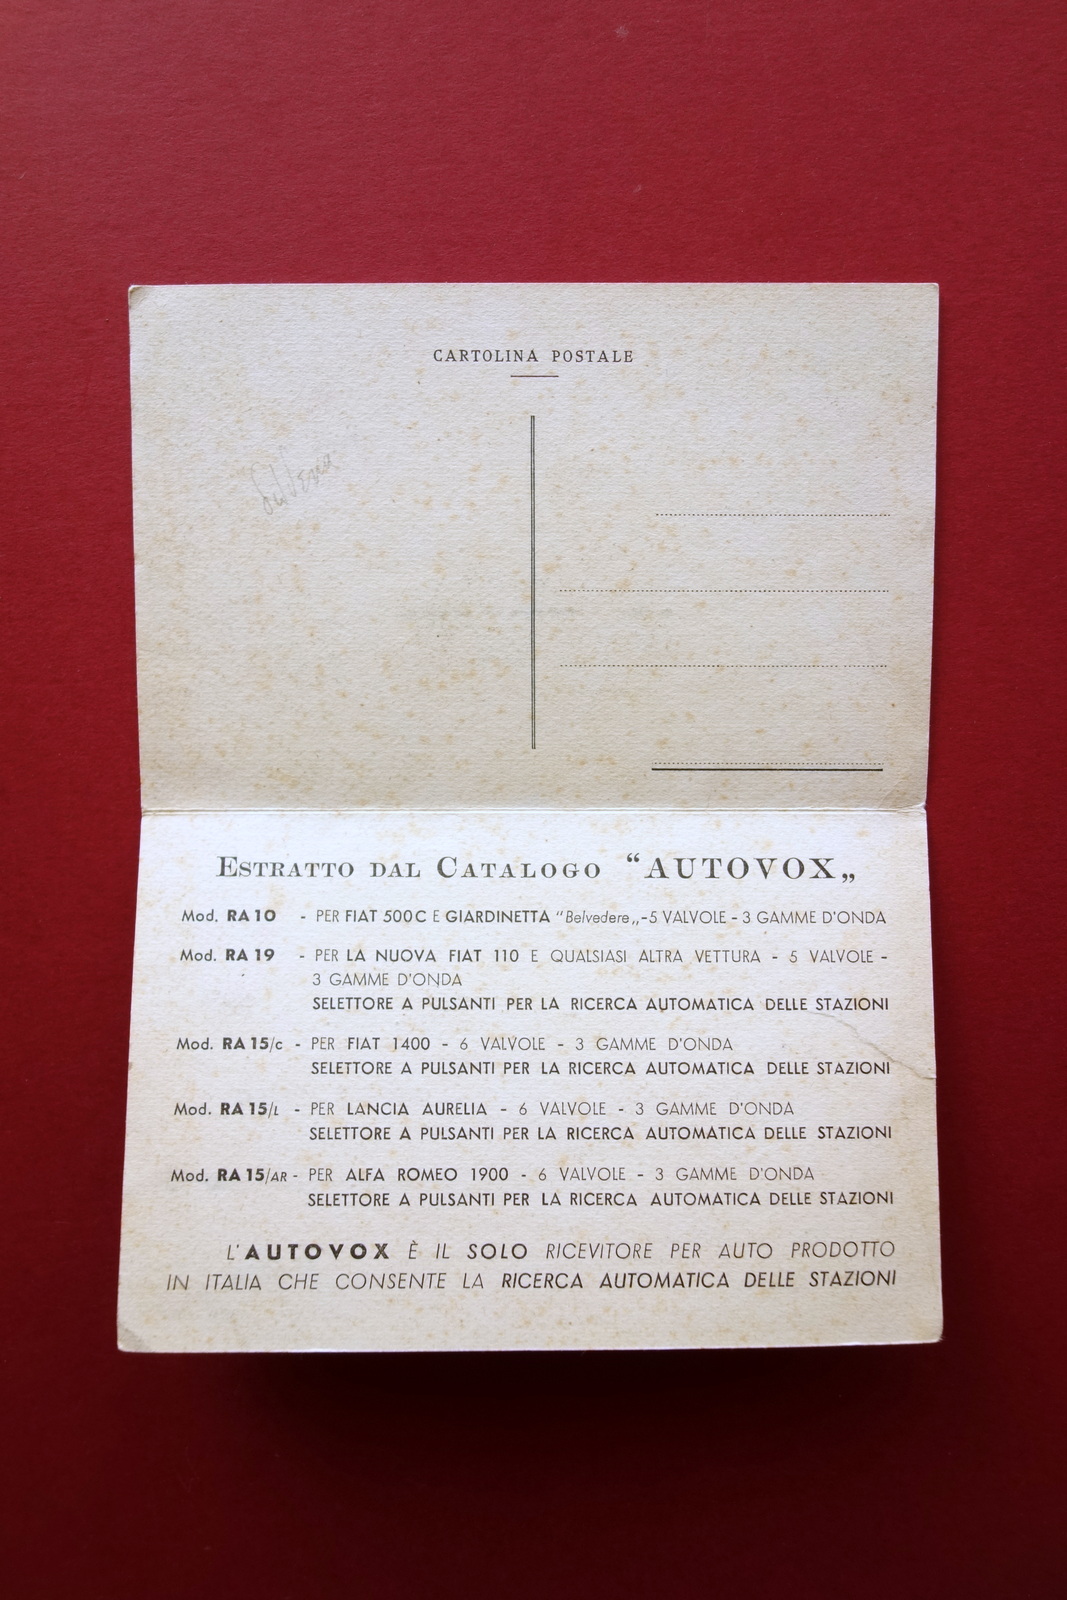 CARTOLINA POSTALE
ESTRATTO DAL CATALOGO “AUTOVOX„
Mod. RA 10 - PER FIAT 500 C E GIARDINETTA “Belvedere„ - 5 VALVOLE - 3 GAMME D'ONDA
Mod. RA 19 - PER LA NUOVA FIAT 110 E QUALSIASI ALTRA VETTURA - 5 VALVOLE -
3 GAMME D'ONDA
SELETTORE A PULSANTI PER LA RICERCA AUTOMATICA DELLE STAZIONI
Mod. RA 15/c - PER FIAT 1400 - 6 VALVOLE - 3 GAMME D'ONDA
SELETTORE A PULSANTI PER LA RICERCA AUTOMATICA DELLE STAZIONI
Mod. RA 15/L - PER LANCIA AURELIA - 6 VALVOLE - 3 GAMME D'ONDA
SELETTORE A PULSANTI PER LA RICERCA AUTOMATICA DELLE STAZIONI
Mod. RA 15/AR - PER ALFA ROMEO 1900 - 6 VALVOLE - 3 GAMME D'ONDA
SELETTORE A PULSANTI PER LA RICERCA AUTOMATICA DELLE STAZIONI
L'AUTOVOX È IL SOLO RICEVITORE PER AUTO PRODOTTO
IN ITALIA CHE CONSENTE LA RICERCA AUTOMATICA DELLE STAZIONI